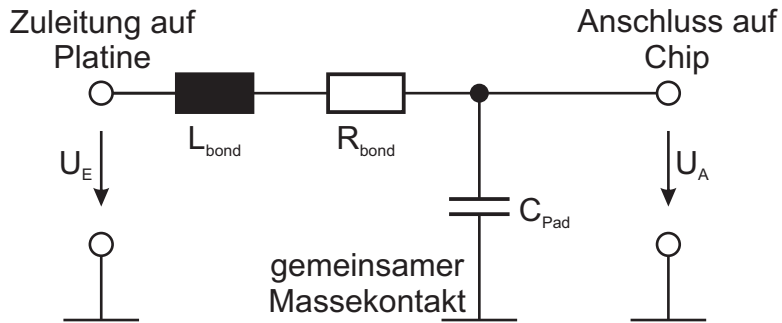 Zuleitung auf
Platine
Anschluss auf
Chip
L_bond
R_bond
U_E
U_A
C_Pad
gemeinsamer
Massekontakt